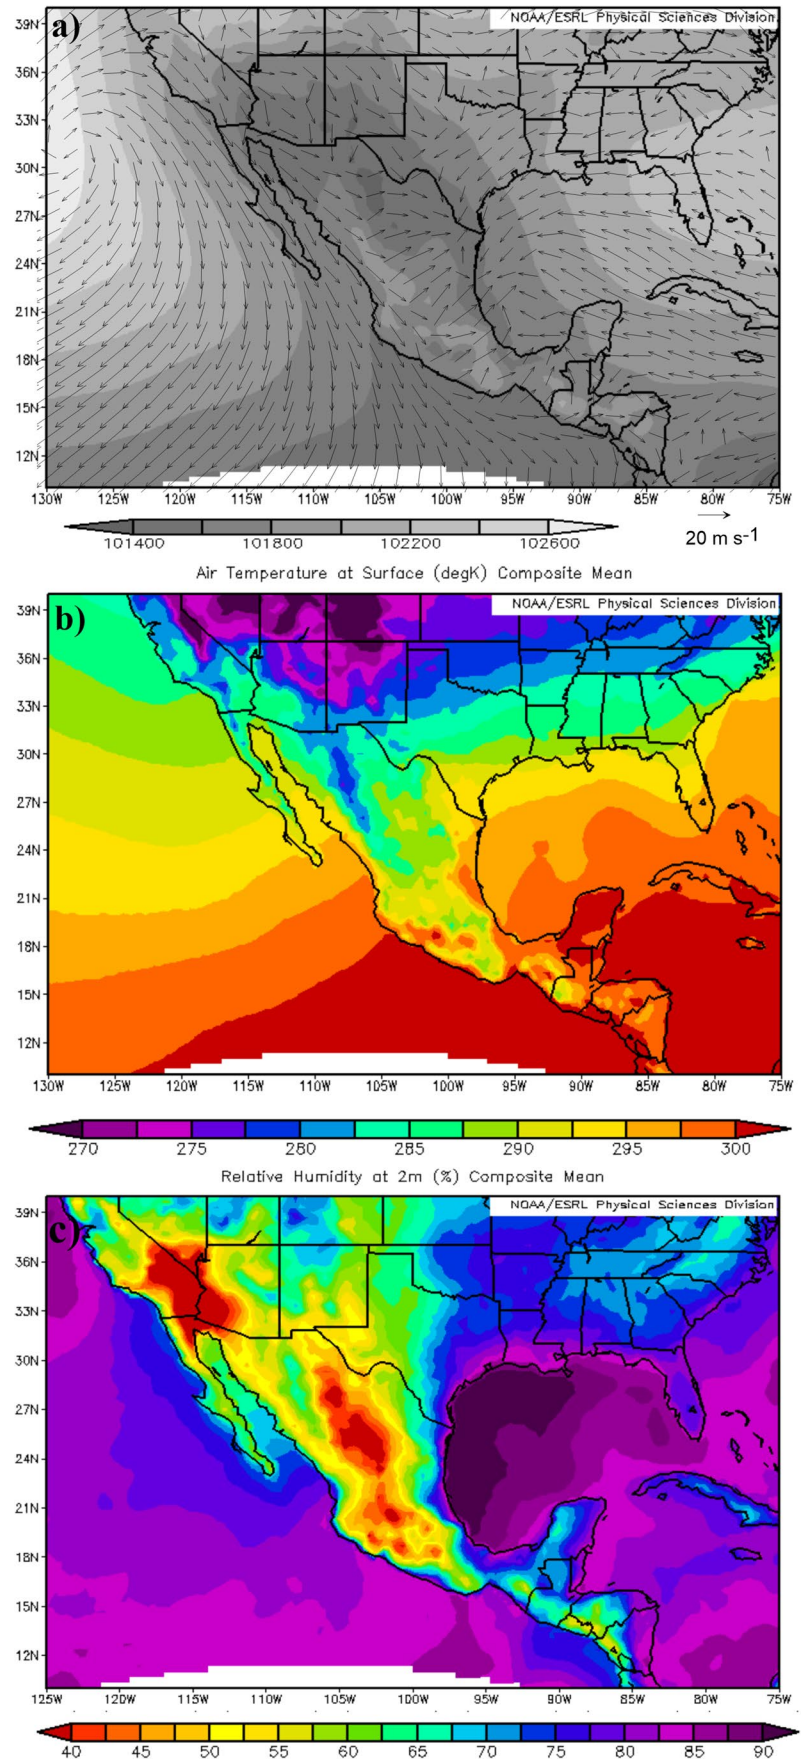 a)
NOAA/ESRL Physical Sciences Division
39N
36N
33N
30N
27N
24N
21N
18N
15N
12N
130W 125W 120W 115W 110W 105W 100W 95W 90W 85W 80W 75W
101400 101800 102200 102600
20 m s-1
Air Temperature at Surface (degK) Composite Mean
b)
NOAA/ESRL Physical Sciences Division
39N
36N
33N
30N
27N
24N
21N
18N
15N
12N
130W 125W 120W 115W 110W 105W 100W 95W 90W 85W 80W 75W
270 275 280 285 290 295 300
Relative Humidity at 2m (%) Composite Mean
c)
NOAA/ESRL Physical Sciences Division
39N
36N
33N
30N
27N
24N
21N
18N
15N
12N
125W 120W 115W 110W 105W 100W 95W 90W 85W 80W 75W
40 45 50 55 60 65 70 75 80 85 90